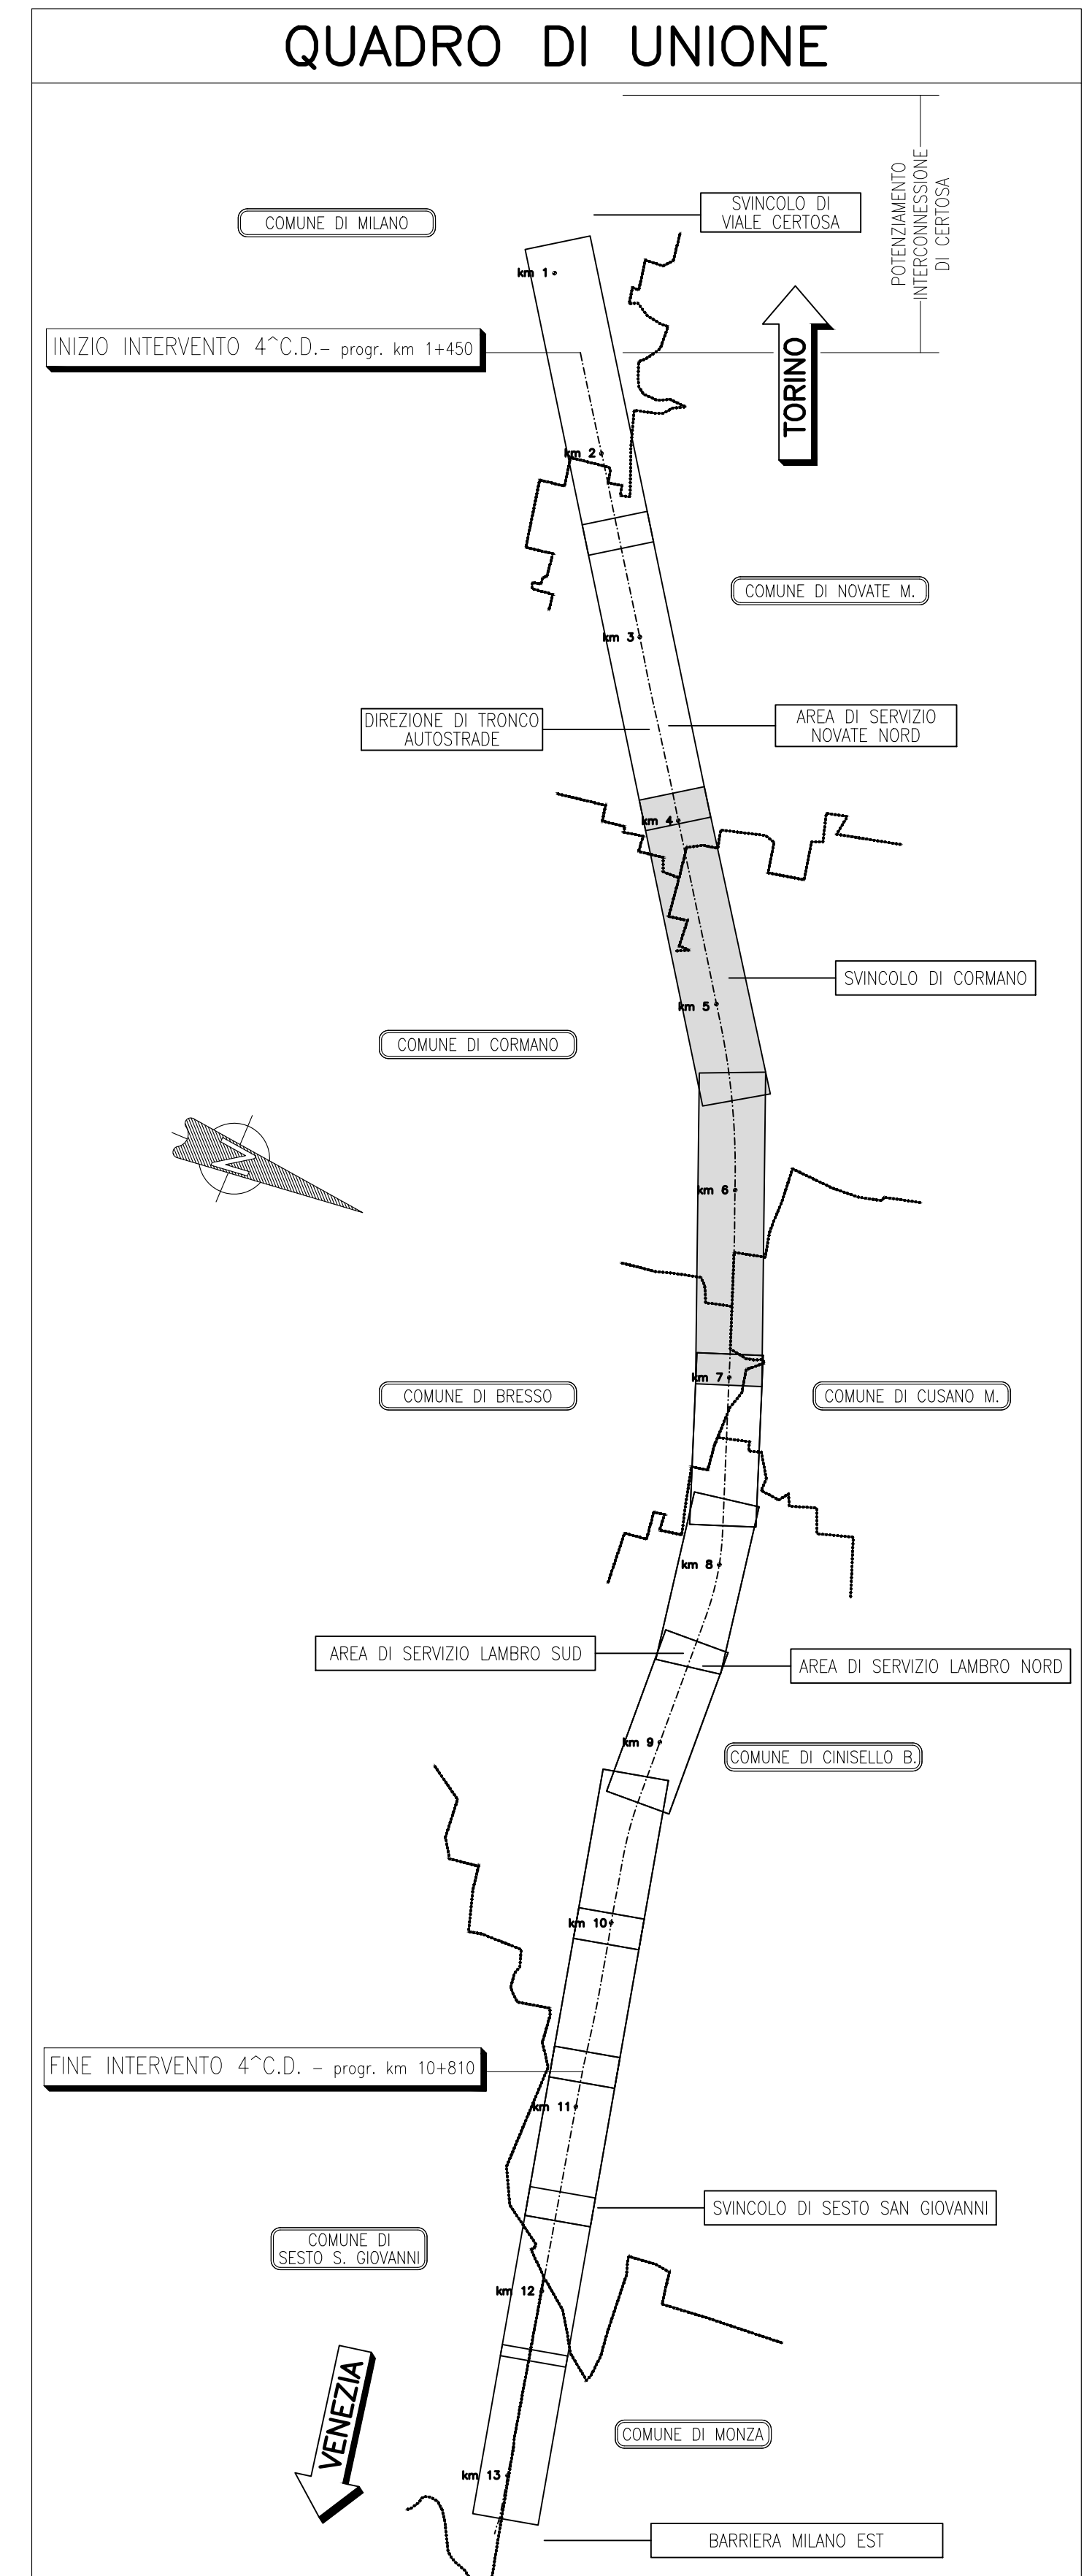 QUADRO DI UNIONE
POTENZIAMENTO
INTERCONNESSIONE
DI CERTOSA
COMUNE DI MILANO
SVINCOLO DI
VIALE CERTOSA
km 1
INIZIO INTERVENTO 4^C.D.- progr. km 1+450
TORINO
km 2
COMUNE DI NOVATE M.
km 3
DIREZIONE DI TRONCO
AUTOSTRADE
AREA DI SERVIZIO
NOVATE NORD
km 4
SVINCOLO DI CORMANO
km 5
COMUNE DI CORMANO
N
km 6
km 7
COMUNE DI BRESSO
COMUNE DI CUSANO M.
km 8
AREA DI SERVIZIO LAMBRO SUD
AREA DI SERVIZIO LAMBRO NORD
km 9
COMUNE DI CINISELLO B.
km 10
FINE INTERVENTO 4^C.D. - progr. km 10+810
km 11
SVINCOLO DI SESTO SAN GIOVANNI
COMUNE DI
SESTO S. GIOVANNI
km 12
VENEZIA
COMUNE DI MONZA
km 13
BARRIERA MILANO EST